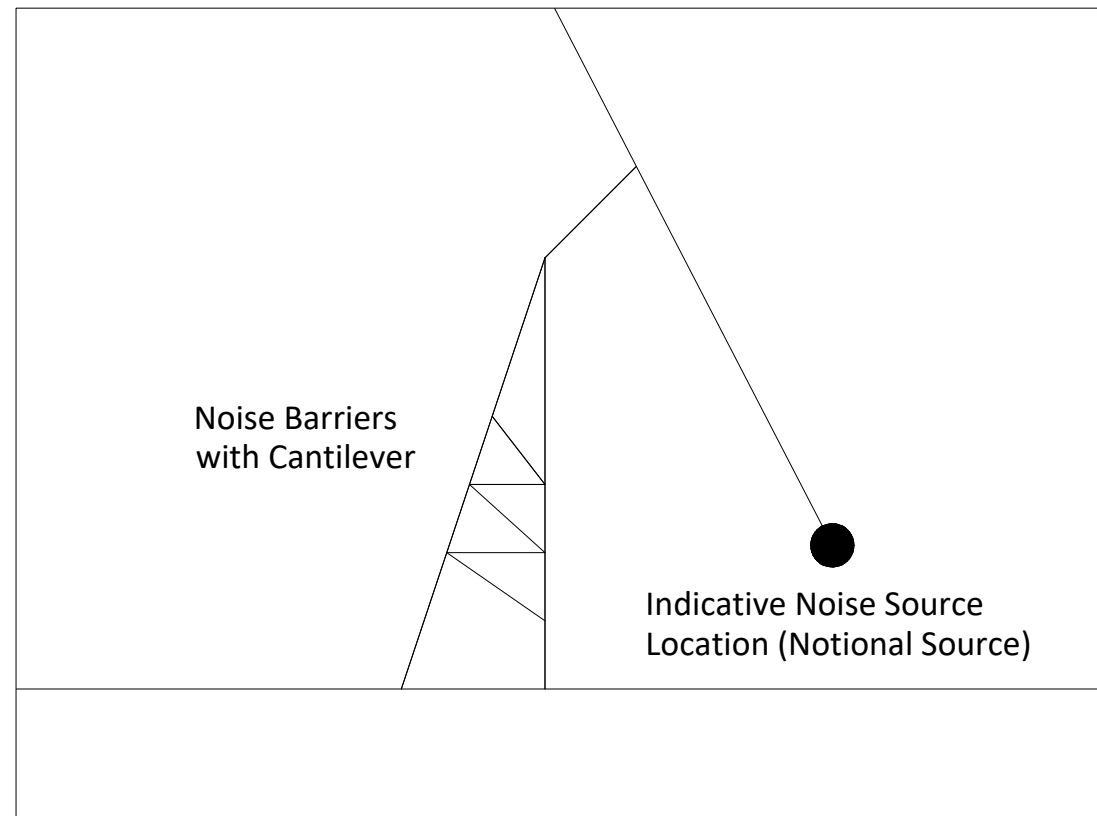 Noise Barriers
with Cantilever
Indicative Noise Source
Location (Notional Source)